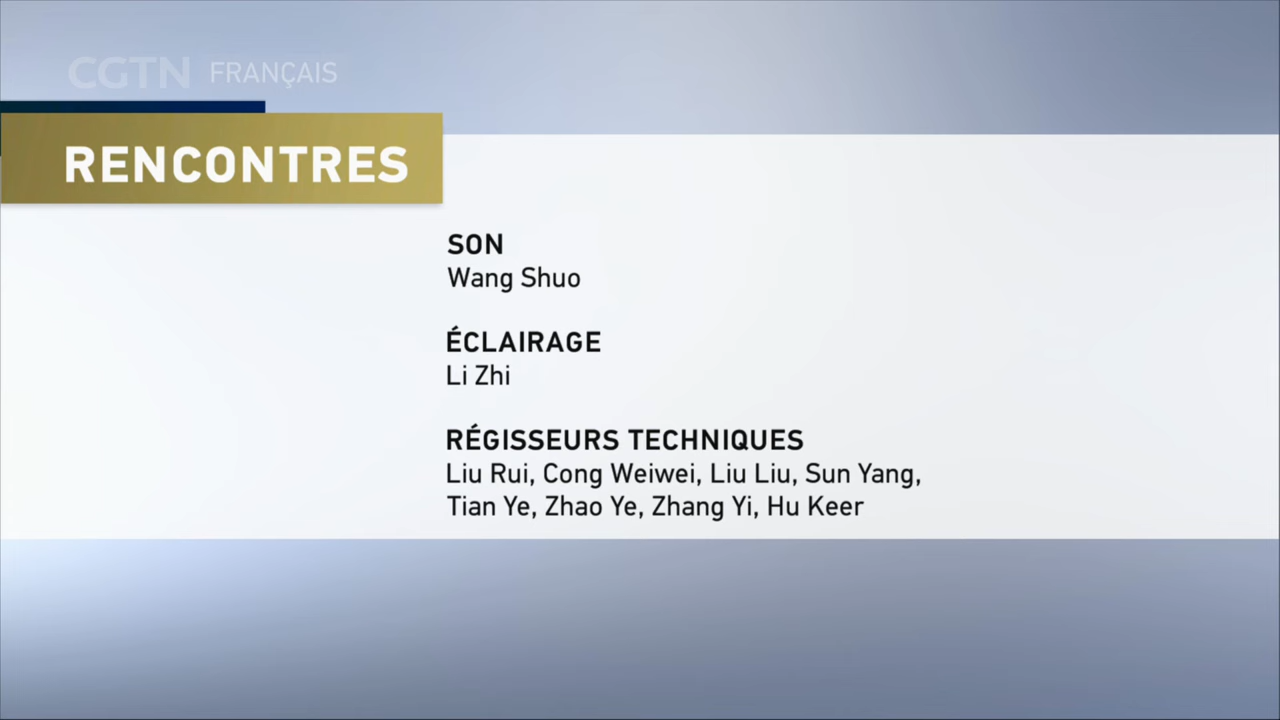 CGTN FRANÇAIS
RENCONTRES
SON
Wang Shuo
ÉCLAIRAGE
Li Zhi
RÉGISSEURS TECHNIQUES
Liu Rui, Cong Weiwei, Liu Liu, Sun Yang,
Tian Ye, Zhao Ye, Zhang Yi, Hu Keer